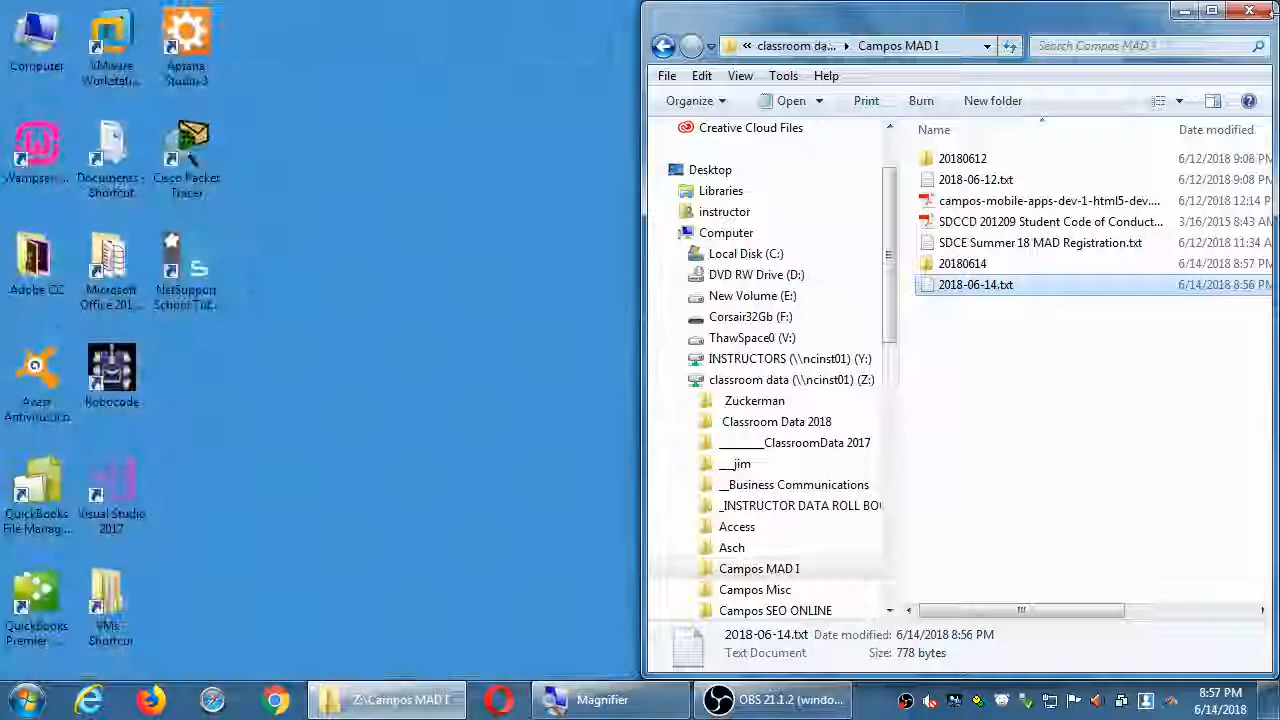 Computer
VMware
Workstat...
Aptana
Studio 3
Wampser...
Documents -
Shortcut
Cisco Packet
Tracer
Adobe CC
Microsoft
Office 201...
NetSupport
School Tut...
Avast
Antivirus.ico
Robocode
QuickBooks
File Manag...
Visual Studio
2017
Quickbooks
Premier ...
VMs
Shortcut
« classroom da... Campos MAD I
Search Campos MAD I
File Edit View Tools Help
Organize Open Print Burn New folder
Creative Cloud Files
Desktop
Libraries
instructor
Computer
Local Disk (C:)
DVD RW Drive (D:)
New Volume (E:)
Corsair32Gb (F:)
ThawSpace0 (V:)
INSTRUCTORS (\\ncinst01) (Y:)
classroom data (\\ncinst01) (Z:)
Zuckerman
Classroom Data 2018
________ClassroomData 2017
___jim
__Business Communications
_INSTRUCTOR DATA ROLL BO
Access
Asch
Campos MAD I
Campos Misc
Campos SEO ONLINE
Name Date modified
20180612 6/12/2018 9:08 PM
2018-06-12.txt 6/12/2018 9:08 PM
campos-mobile-apps-dev-1-html5-dev.... 6/12/2018 12:14 P
SDCCD 201209 Student Code of Conduct... 3/16/2015 8:43 A
SDCE Summer 18 MAD Registration.txt 6/12/2018 11:34 A
20180614 6/14/2018 8:57 PM
2018-06-14.txt 6/14/2018 8:56 PM
2018-06-14.txt Date modified: 6/14/2018 8:56 PM
Text Document Size: 778 bytes
Z:\Campos MAD I
Magnifier
OBS 21.1.2 (windo...
8:57 PM
6/14/2018